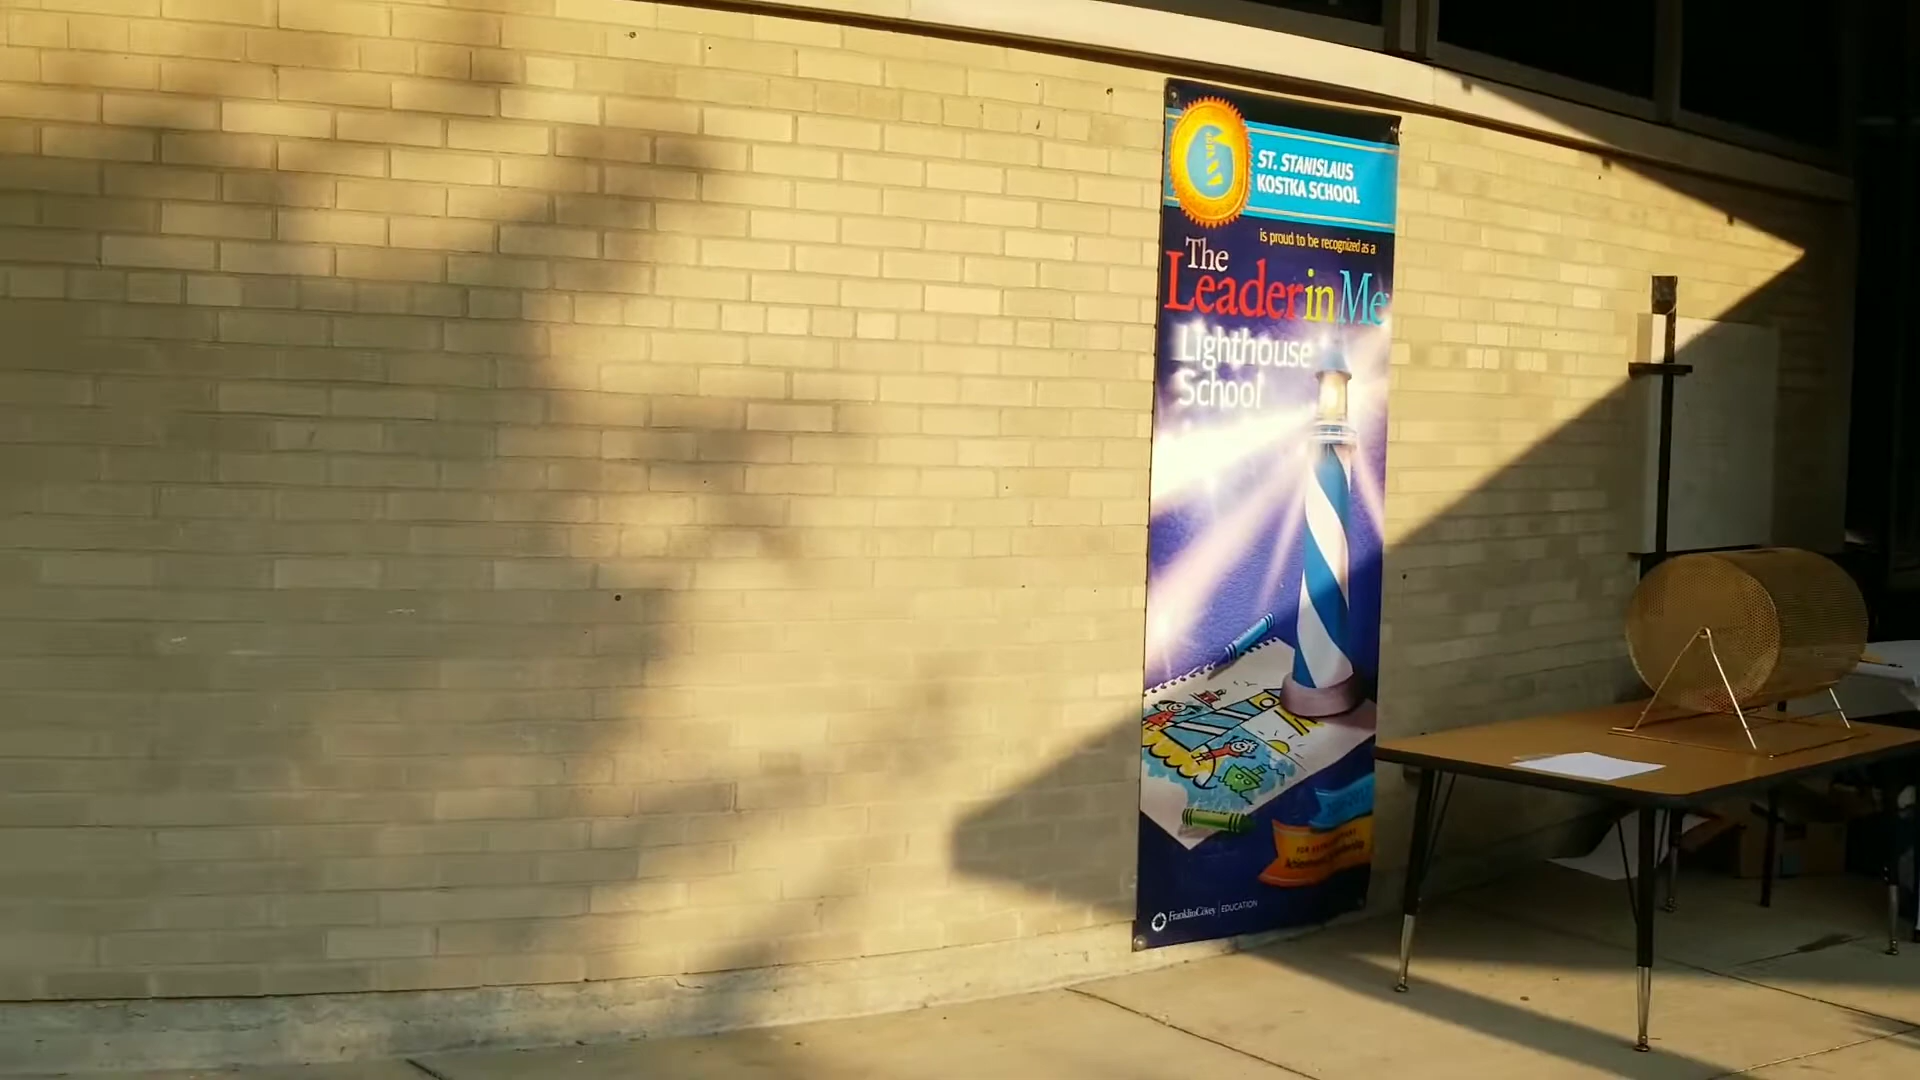 ST. STANISLAUS
KOSTKA SCHOOL
is proud to be recognized as a
The
Leader in Me
Lighthouse
School
FranklinCovey EDUCATION